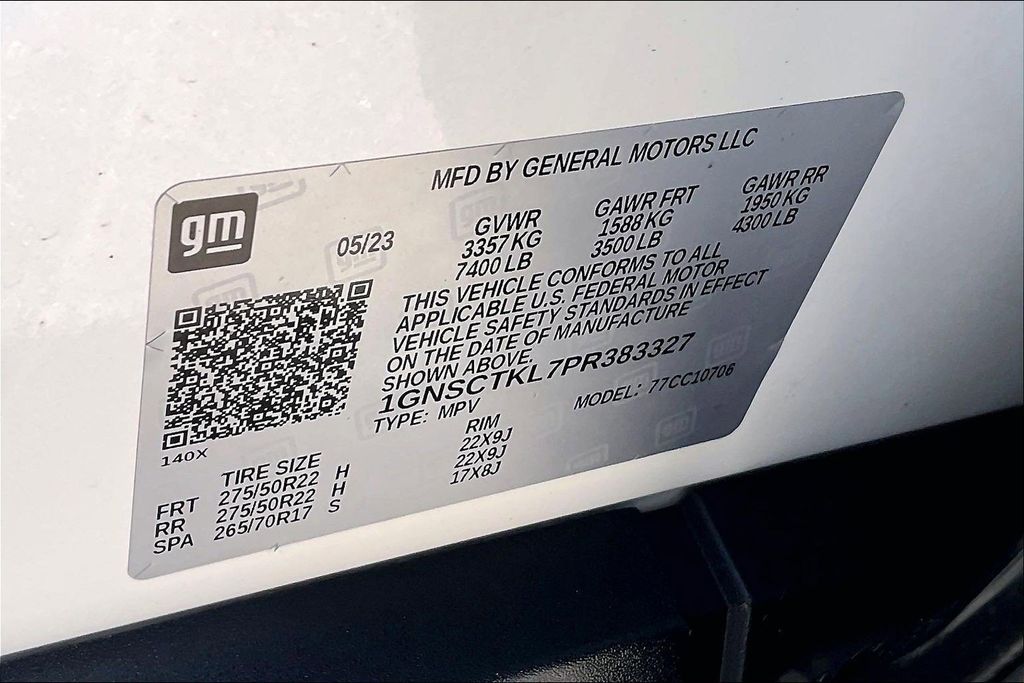 MFD BY GENERAL MOTORS LLC
gm
05/23
GVWR GAWR FRT GAWR RR
3357 KG 1588 KG 1950 KG
7400 LB 3500 LB 4300 LB
THIS VEHICLE CONFORMS TO ALL
APPLICABLE U.S. FEDERAL MOTOR
VEHICLE SAFETY STANDARDS IN EFFECT
ON THE DATE OF MANUFACTURE
SHOWN ABOVE.
1GNSCTKL7PR383327
TYPE: MPV MODEL: 77CC10706
140X
TIRE SIZE RIM
FRT 275/50R22 H 22X9J
RR 275/50R22 H 22X9J
SPA 265/70R17 S 17X8J